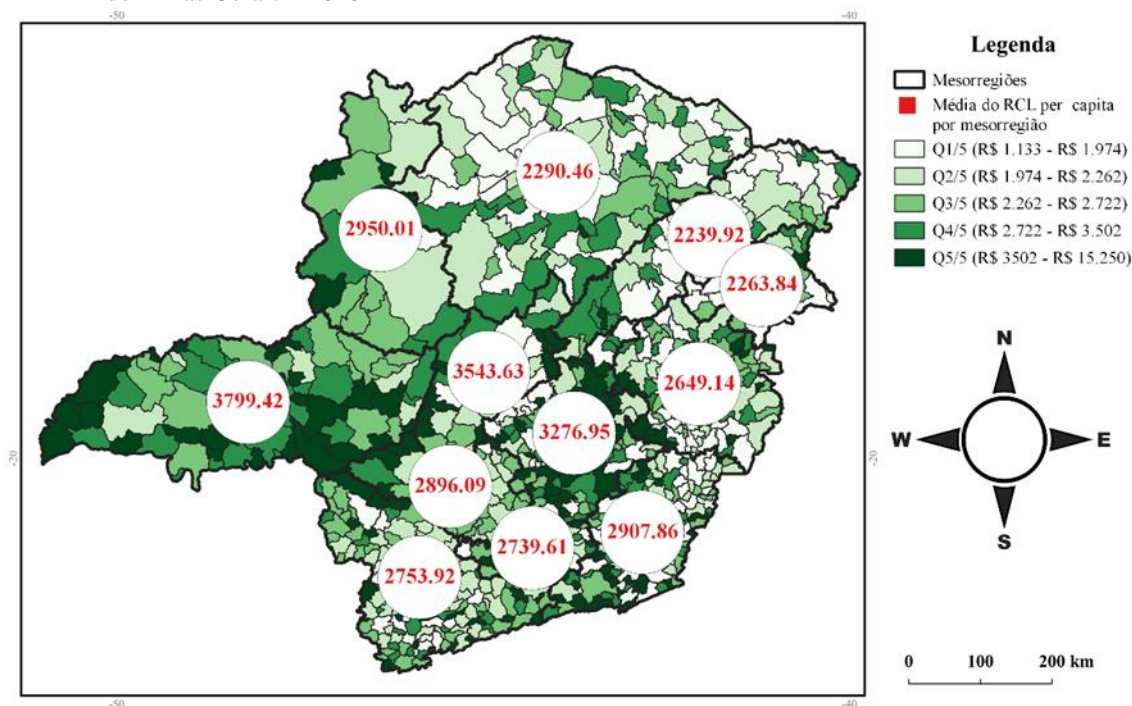 -50
-40
Legenda
Mesorregiões
Média do RCL per capita
por mesorregião
Q1/5 (R$ 1.133 - R$ 1.974)
Q2/5 (R$ 1.974 - R$ 2.262)
Q3/5 (R$ 2.262 - R$ 2.722)
Q4/5 (R$ 2.722 - R$ 3.502)
Q5/5 (R$ 3502 - R$ 15.250)
2290.46
2950.01
2239.92
2263.84
3543.63
2649.14
3799.42
3276.95
2896.09
2907.86
2739.61
2753.92
-20
-20
N
W
E
S
0 100 200 km
-50
-40